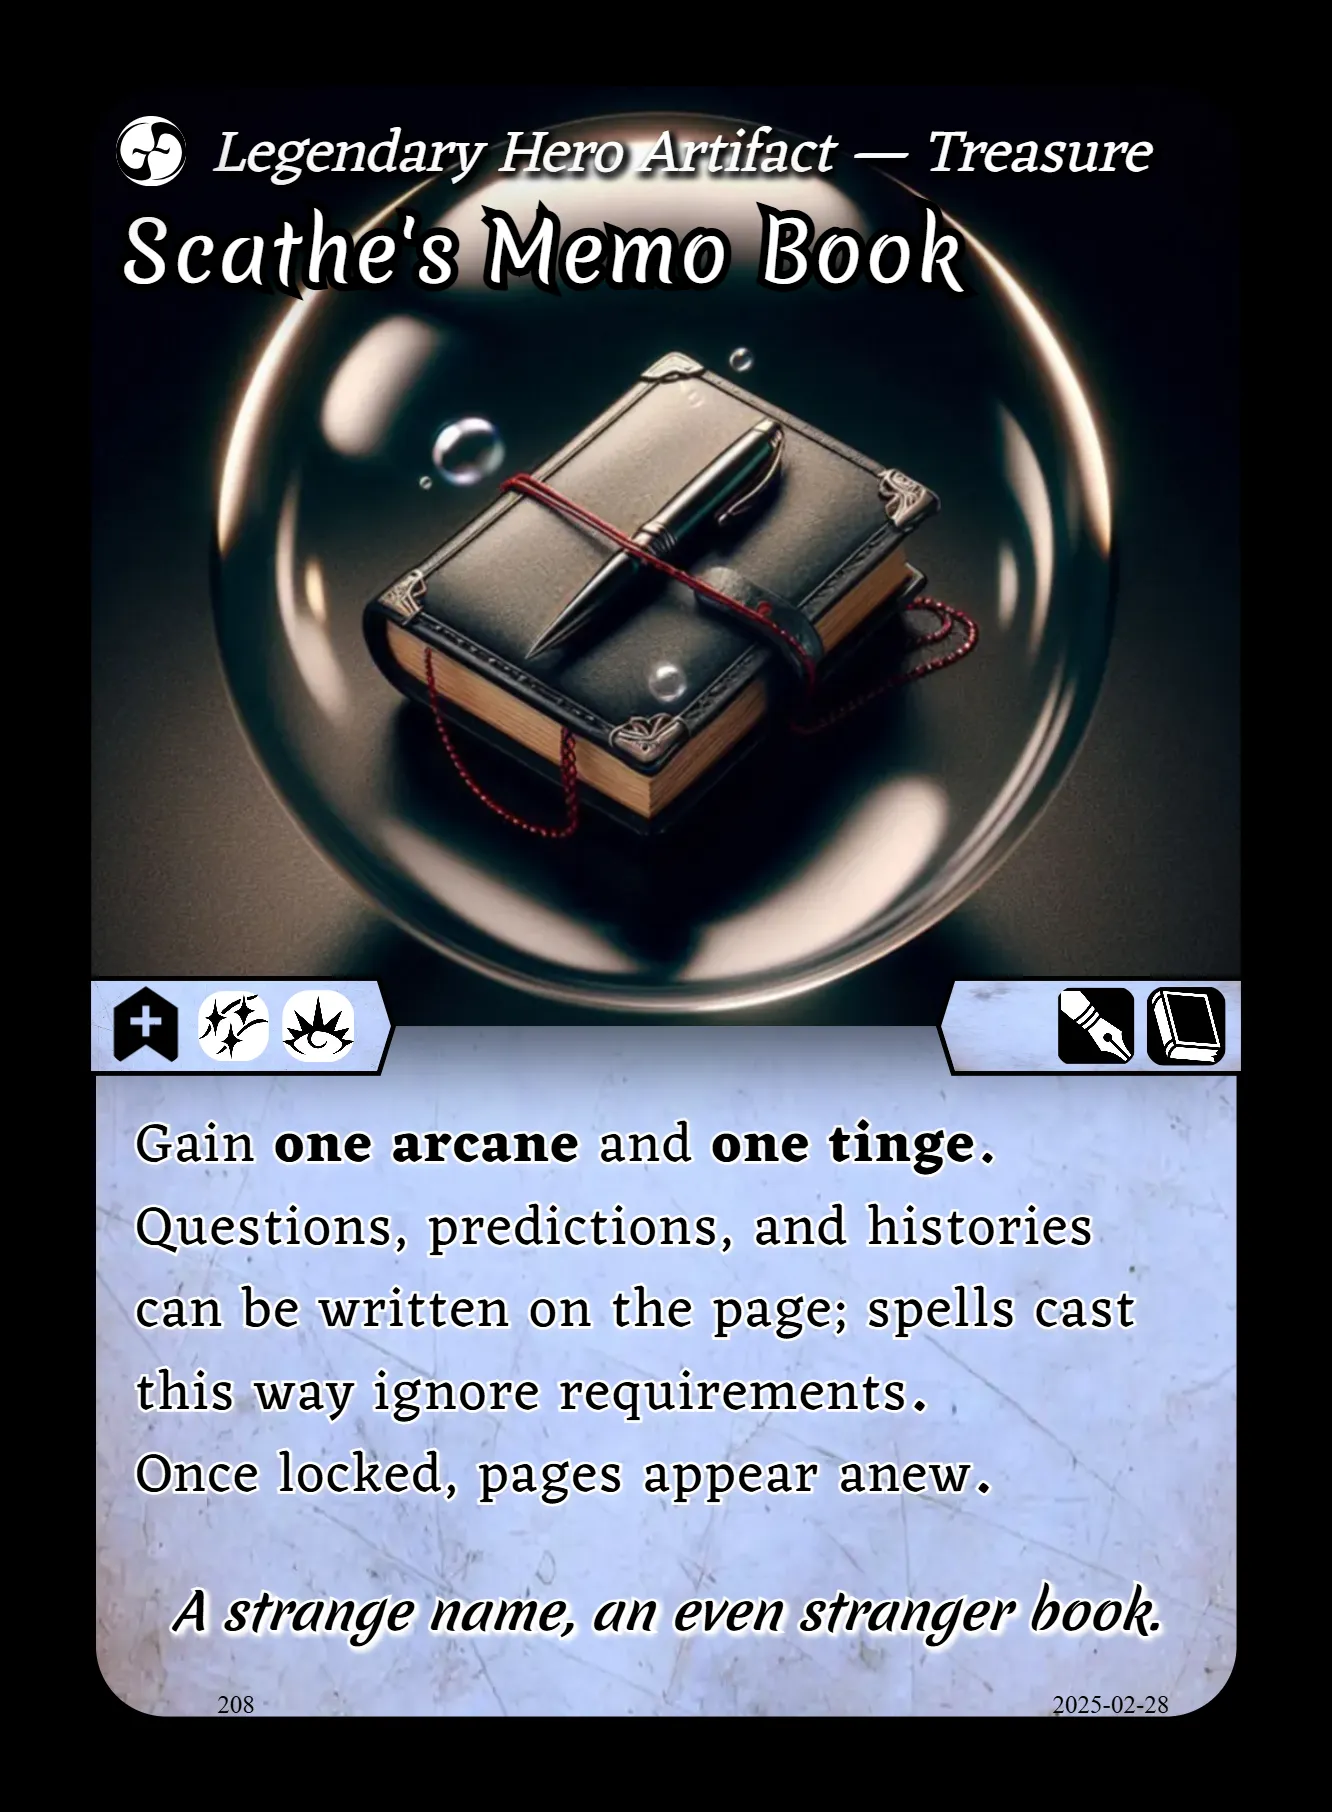 Legendary Hero Artifact — Treasure
Scathe's Memo Book
Gain one arcane and one tinge.
Questions, predictions, and histories
can be written on the page; spells cast
this way ignore requirements.
Once locked, pages appear anew.
A strange name, an even stranger book.
208
2025-02-28